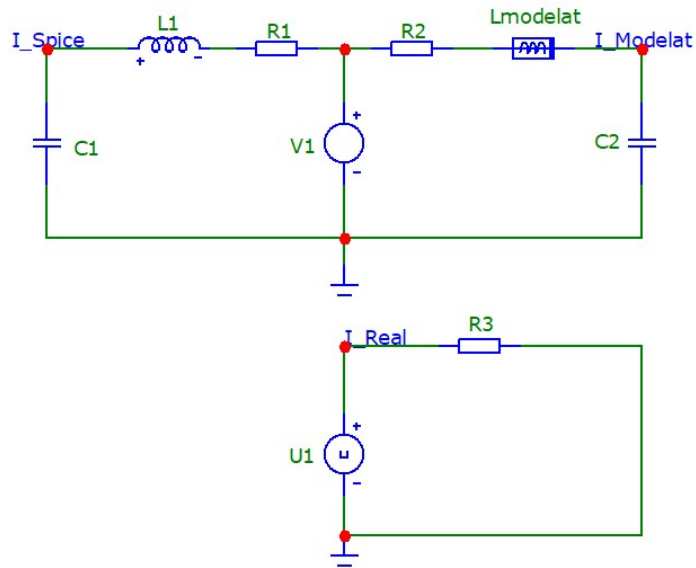 L1
Lmodelat
I_Spice
R1
R2
I_Modelat
+
-
+
C1
V1
C2
-
I_Real
R3
+
U1
u
-